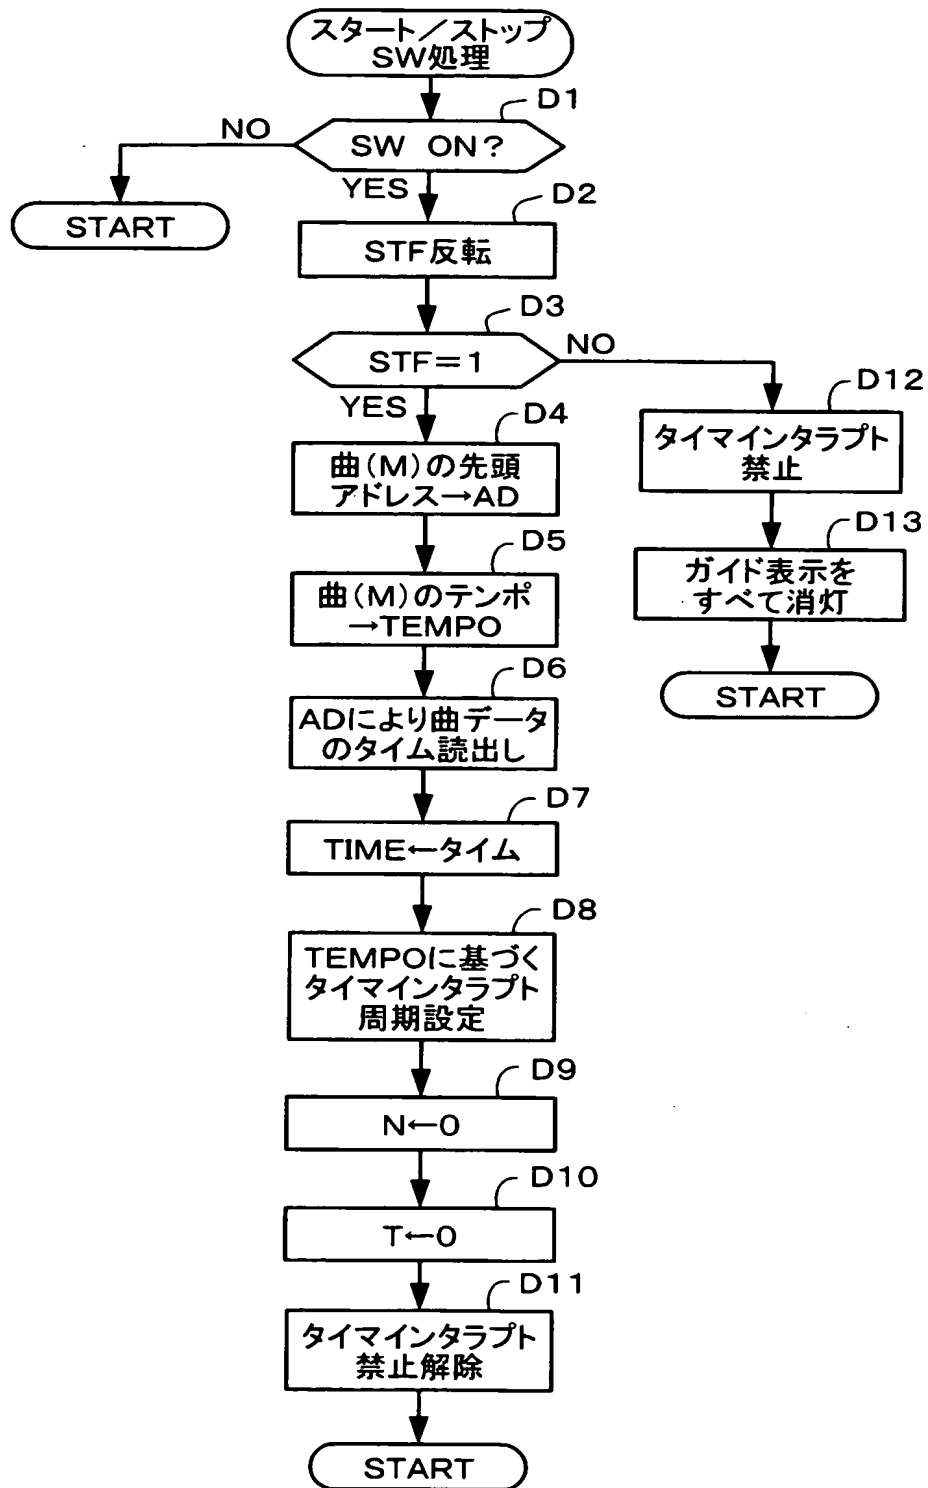 スタート／ストップ
SW処理
D1
NO
SW ON?
YES
START
D2
STF反転
D3
STF=1
NO
YES
D4
曲(M)の先頭
アドレス→AD
D12
タイマインタラプト
禁止
D5
曲(M)のテンポ
→TEMPO
D13
ガイド表示を
すべて消灯
START
D6
ADにより曲データ
のタイム読出し
D7
TIME←タイム
D8
TEMPOに基づく
タイマインタラプト
周期設定
D9
N←0
D10
T←0
D11
タイマインタラプト
禁止解除
START